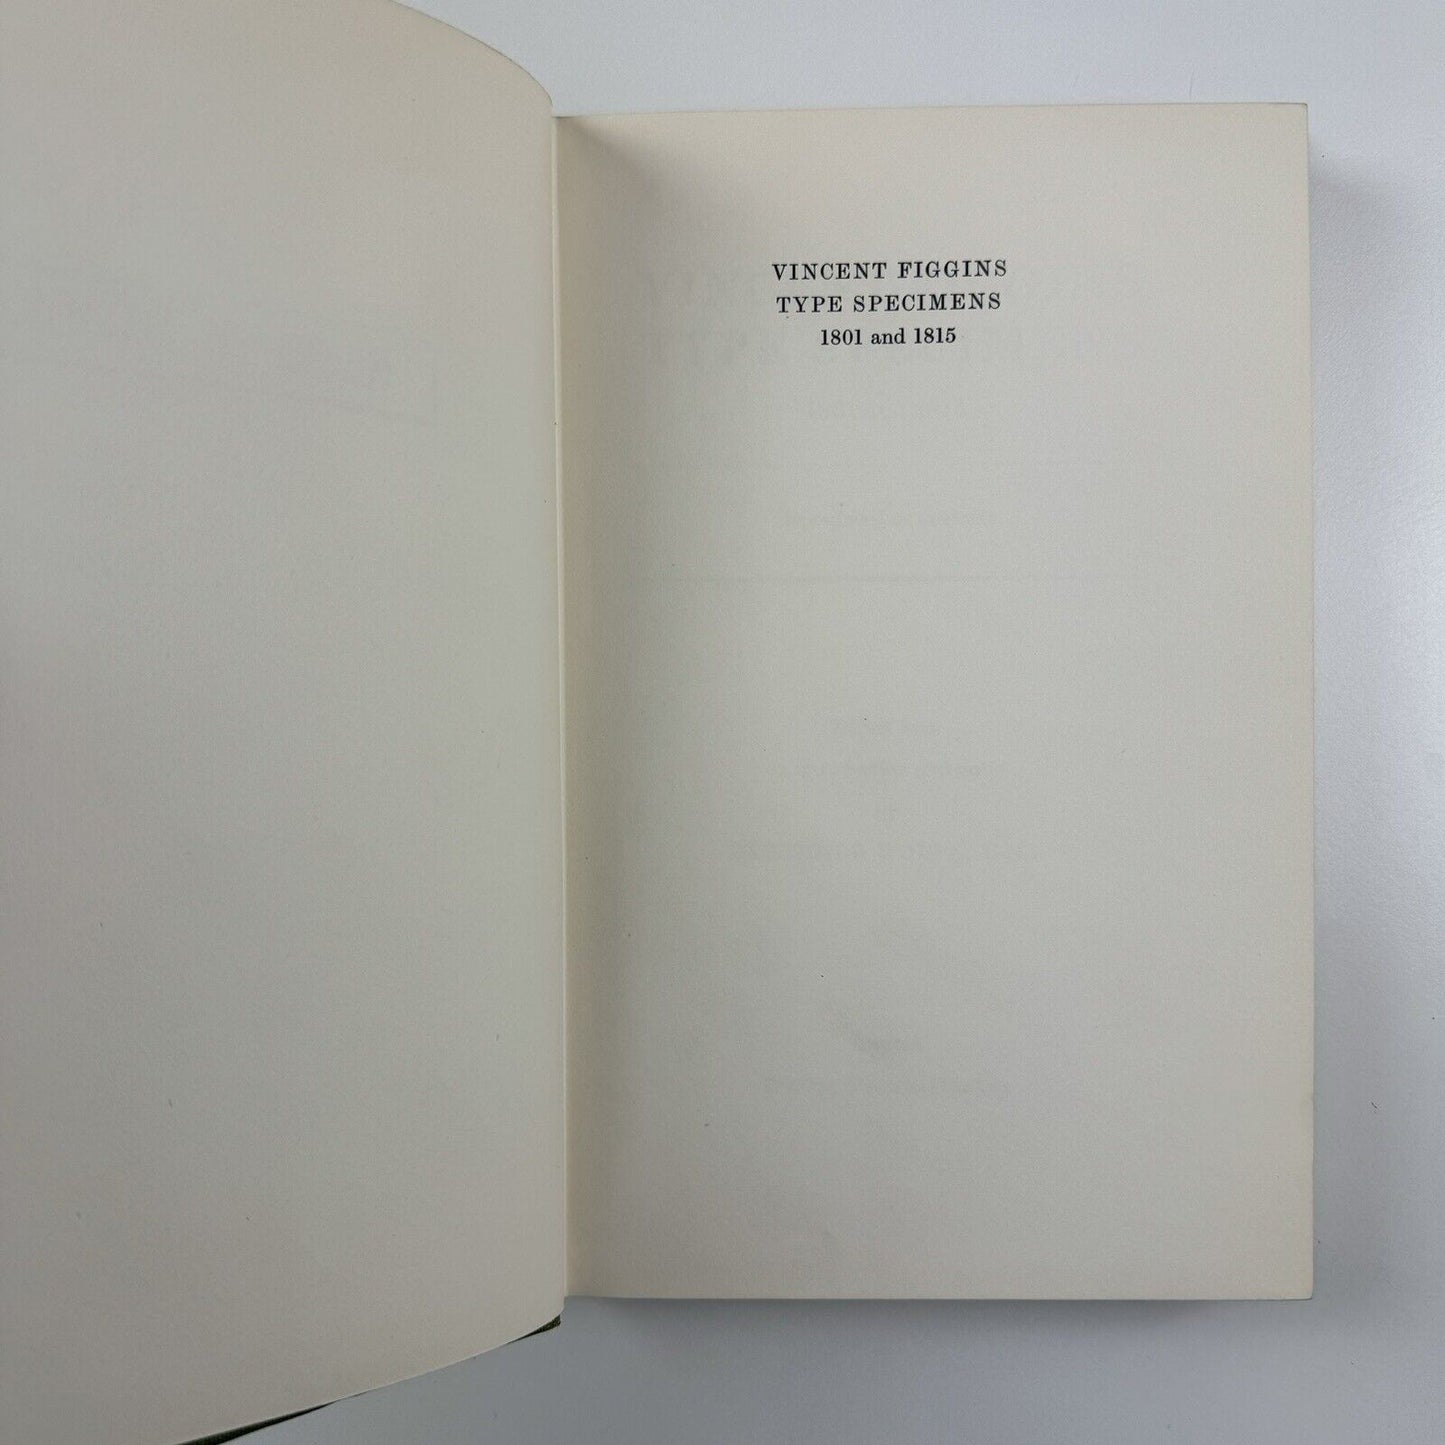 VINCENT FIGGINS
TYPE SPECIMENS
1801 and 1815